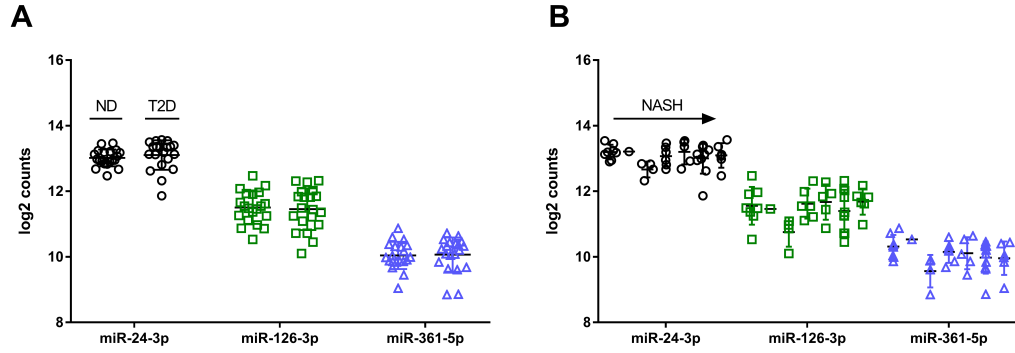 A
B
log2 counts
16
14
12
10
8
ND
T2D
miR-24-3p
miR-126-3p
miR-361-5p
log2 counts
16
14
12
10
8
NASH
miR-24-3p
miR-126-3p
miR-361-5p